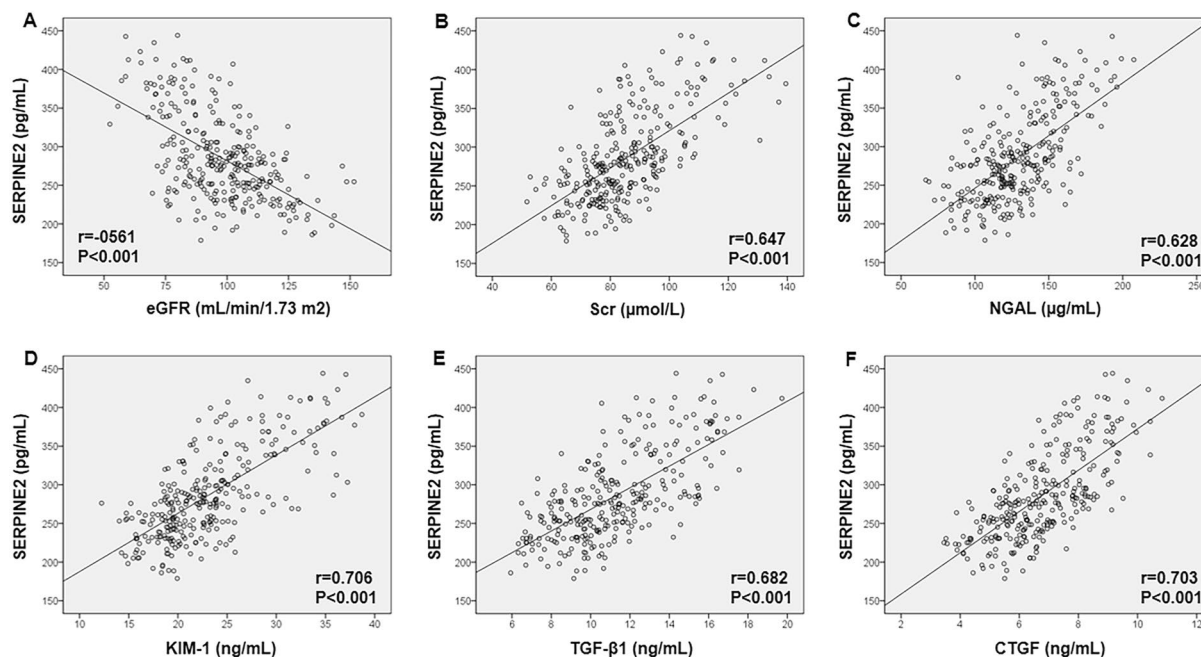 A
SERPINE2 (pg/mL)
450
400
350
300
250
200
150
r=-0561
P<0.001
50
75
100
125
150
eGFR (mL/min/1.73 m2)
B
SERPINE2 (pg/mL)
450
400
350
300
250
200
150
r=0.647
P<0.001
40
60
80
100
120
140
Scr (μmol/L)
C
SERPINE2 (pg/mL)
450
400
350
300
250
200
150
r=0.628
P<0.001
50
100
150
200
250
NGAL (μg/mL)
D
SERPINE2 (pg/mL)
450
400
350
300
250
200
150
r=0.706
P<0.001
10
15
20
25
30
35
40
KIM-1 (ng/mL)
E
SERPINE2 (pg/mL)
450
400
350
300
250
200
150
r=0.682
P<0.001
6
8
10
12
14
16
18
20
TGF-β1 (ng/mL)
F
SERPINE2 (pg/mL)
450
400
350
300
250
200
150
r=0.703
P<0.001
2
4
6
8
10
12
CTGF (ng/mL)